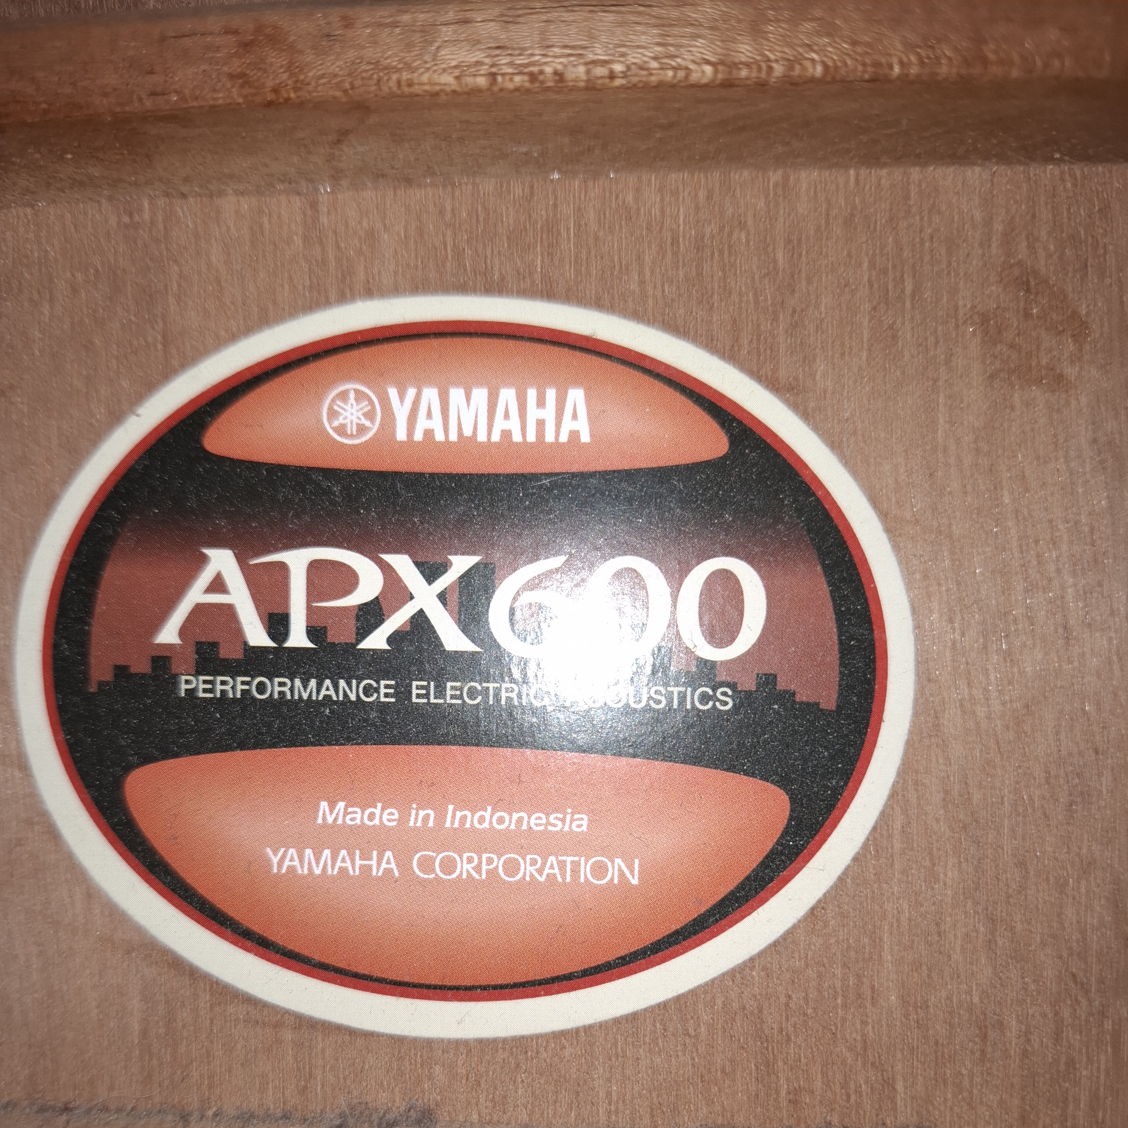 YAMAHA
APX600
PERFORMANCE ELECTRIC ACOUSTICS
Made in Indonesia
YAMAHA CORPORATION